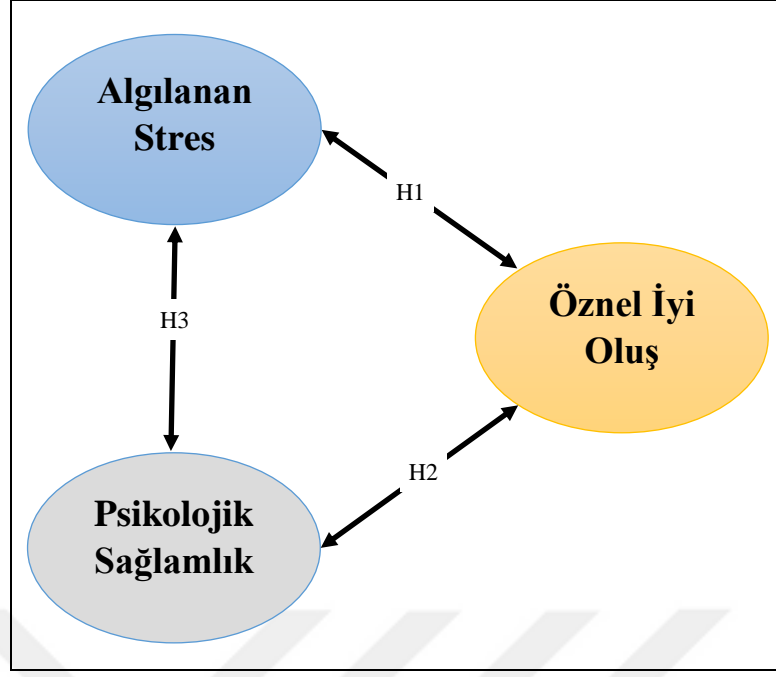 Algılanan
Stres
H1
Öznel İyi
Oluş
H3
H2
Psikolojik
Sağlamlık